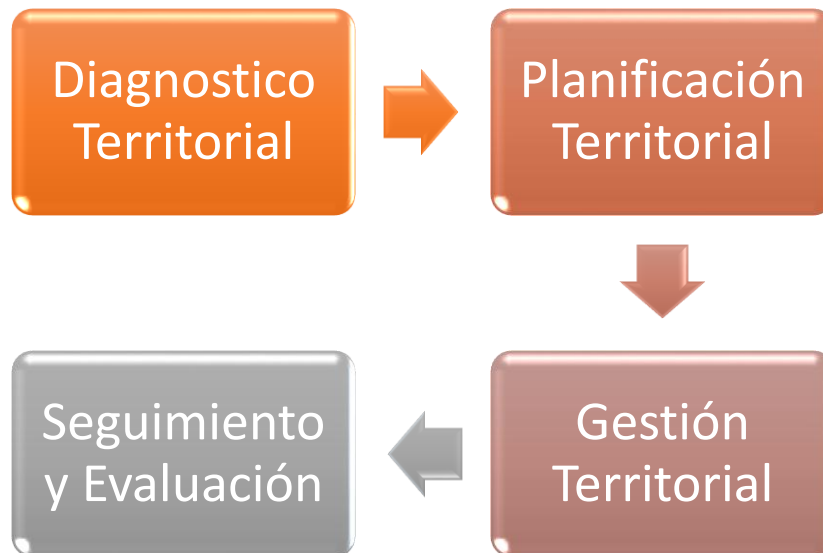 Diagnostico
Territorial
Planificación
Territorial
Gestión
Territorial
Seguimiento
y Evaluación